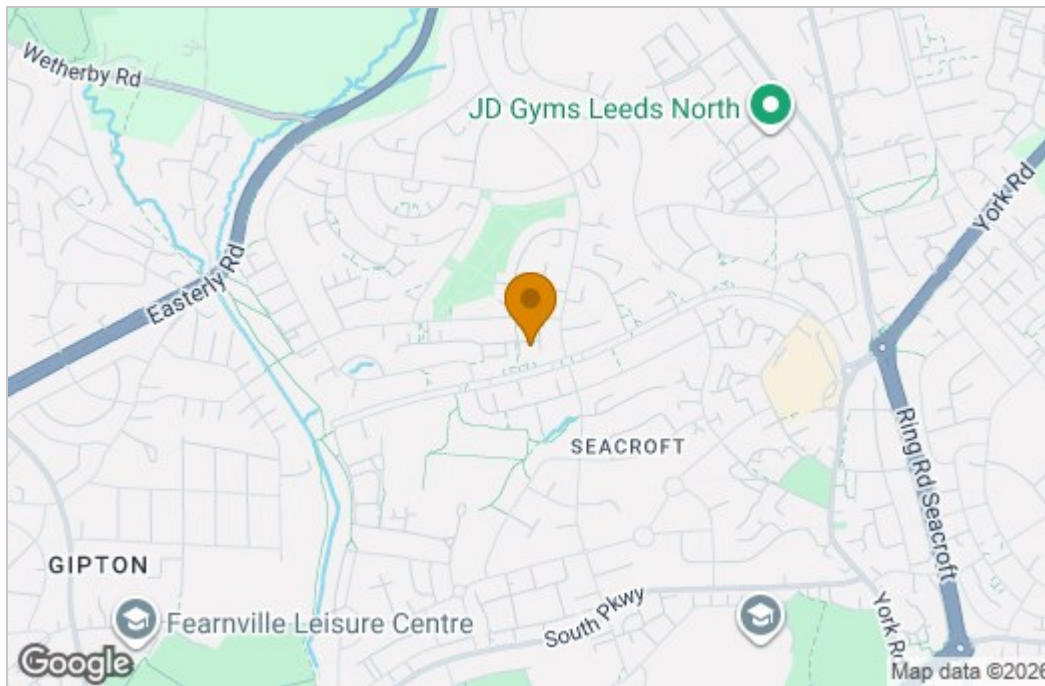 Wetherby Rd
JD Gyms Leeds North
York Rd
Easterly Rd
SEACROFT
Ring Rd Seacroft
GIPTON
Fearnville Leisure Centre
South Pkwy
York R
Google
Map data ©2026